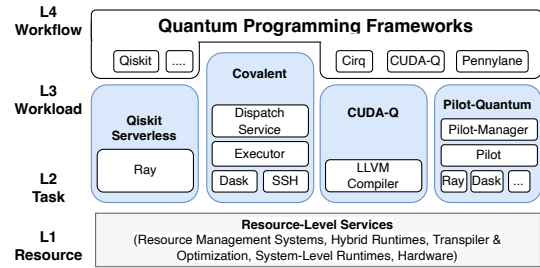 L4
Workflow
Quantum Programming Frameworks
Qiskit
....
Cirq
CUDA-Q
Pennylane
L3
Workload
Qiskit
Serverless
Ray
Covalent
Dispatch
Service
Executor
Dask
SSH
CUDA-Q
LLVM
Compiler
Pilot-Quantum
Pilot-Manager
Pilot
Ray
Dask
...
L2
Task
L1
Resource
Resource-Level Services
(Resource Management Systems, Hybrid Runtimes, Transpiler &
Optimization, System-Level Runtimes, Hardware)